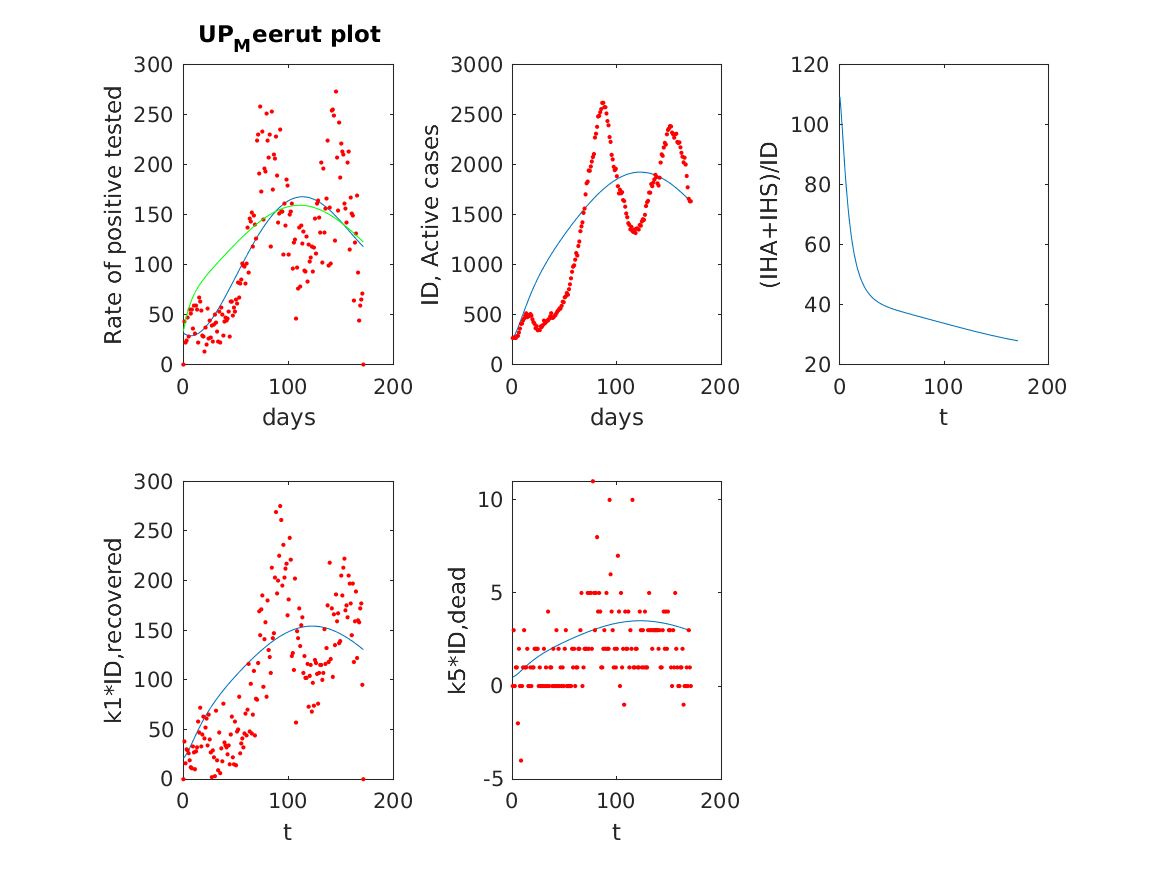 UP_Meerut plot
300
250
200
150
100
50
0
0 100 200
Rate of positive tested
days
3000
2500
2000
1500
1000
500
0
0 100 200
ID, Active cases
days
120
100
80
60
40
20
0 100 200
(IHA+IHS)/ID
t
300
250
200
150
100
50
0
0 100 200
k1*ID,recovered
t
10
5
0
-5
0 100 200
k5*ID,dead
t